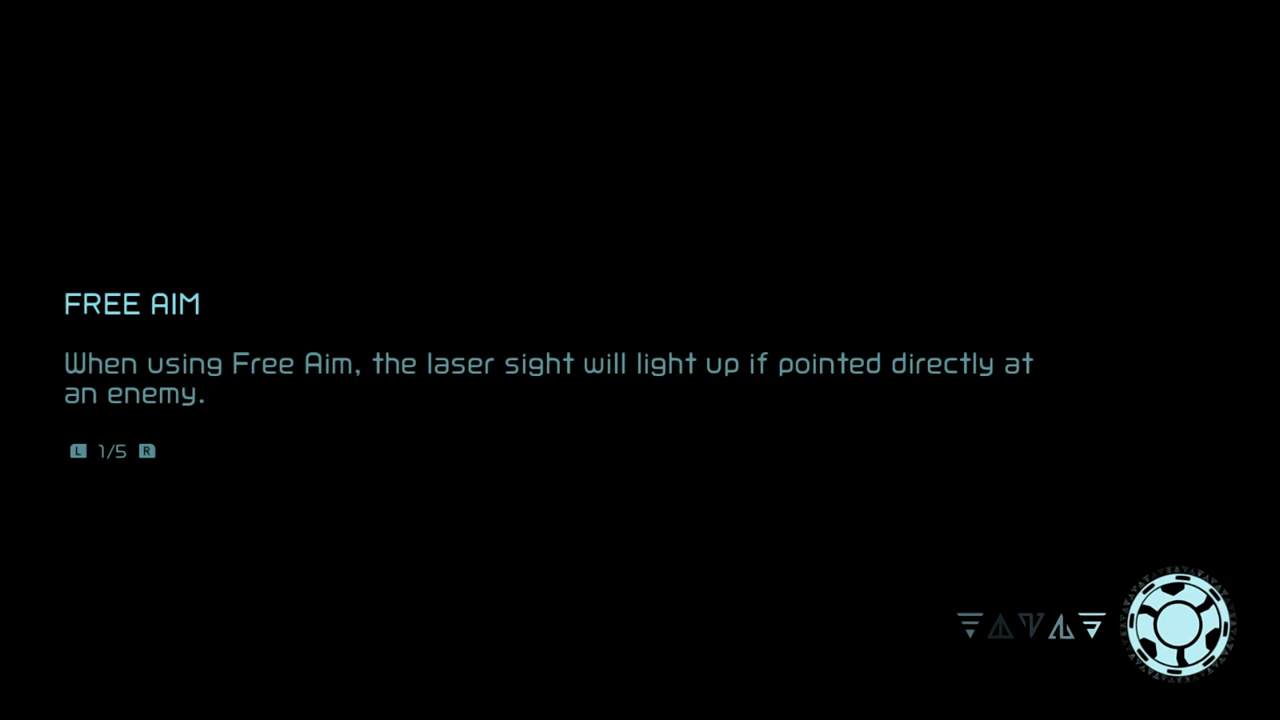 FREE AIM
When using Free Aim, the laser sight will light up if pointed directly at
an enemy.
L 1/5 R